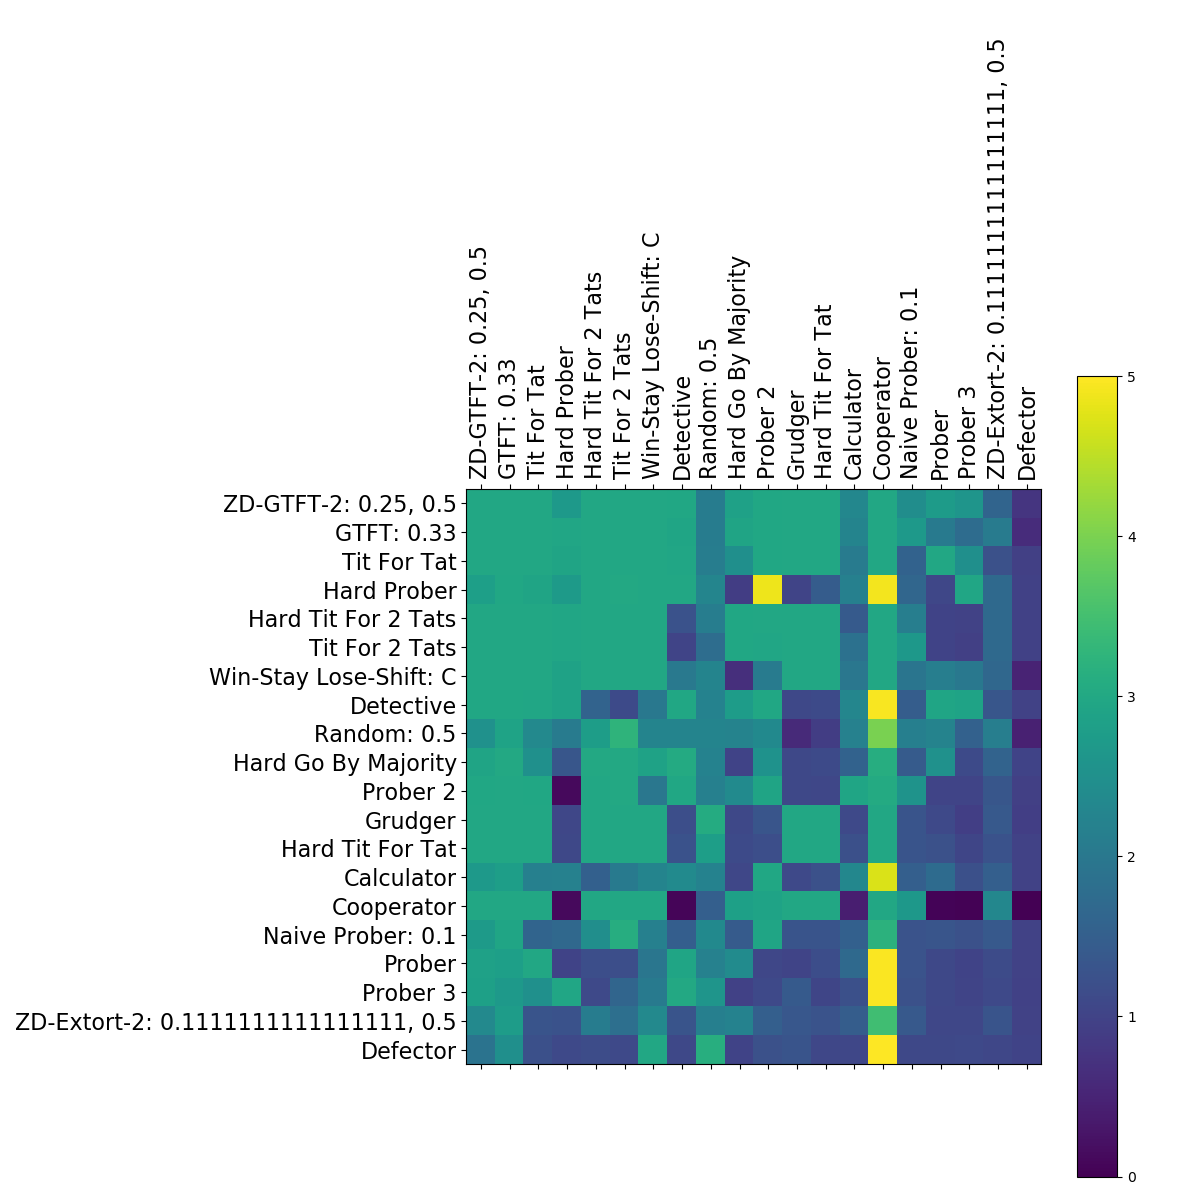 ZD-GTFT-2: 0.25, 0.5
GTFT: 0.33
Tit For Tat
Hard Prober
Hard Tit For 2 Tats
Tit For 2 Tats
Win-Stay Lose-Shift: C
Detective
Random: 0.5
Hard Go By Majority
Prober 2
Grudger
Hard Tit For Tat
Calculator
Cooperator
Naive Prober: 0.1
Prober
Prober 3
ZD-Extort-2: 0.1111111111111111, 0.5
Defector
ZD-GTFT-2: 0.25, 0.5
GTFT: 0.33
Tit For Tat
Hard Prober
Hard Tit For 2 Tats
Tit For 2 Tats
Win-Stay Lose-Shift: C
Detective
Random: 0.5
Hard Go By Majority
Prober 2
Grudger
Hard Tit For Tat
Calculator
Cooperator
Naive Prober: 0.1
Prober
Prober 3
ZD-Extort-2: 0.1111111111111111, 0.5
Defector
5
4
3
2
1
0